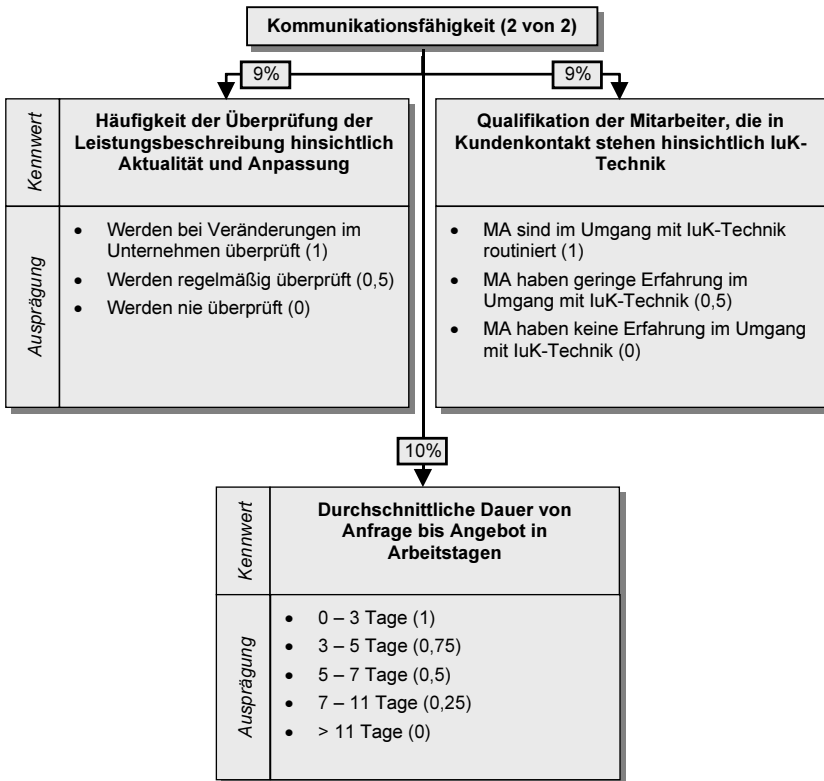 Kommunikationsfähigkeit (2 von 2)
9%
9%
Kennwert
Häufigkeit der Überprüfung der
Leistungsbeschreibung hinsichtlich
Aktualität und Anpassung
Ausprägung
• Werden bei Veränderungen im
Unternehmen überprüft (1)
• Werden regelmäßig überprüft (0,5)
• Werden nie überprüft (0)
Kennwert
Qualifikation der Mitarbeiter, die in
Kundenkontakt stehen hinsichtlich IuK-
Technik
Ausprägung
• MA sind im Umgang mit IuK-Technik
routiniert (1)
• MA haben geringe Erfahrung im
Umgang mit IuK-Technik (0,5)
• MA haben keine Erfahrung im Umgang
mit IuK-Technik (0)
10%
Kennwert
Durchschnittliche Dauer von
Anfrage bis Angebot in
Arbeitstagen
Ausprägung
• 0 – 3 Tage (1)
• 3 – 5 Tage (0,75)
• 5 – 7 Tage (0,5)
• 7 – 11 Tage (0,25)
• > 11 Tage (0)